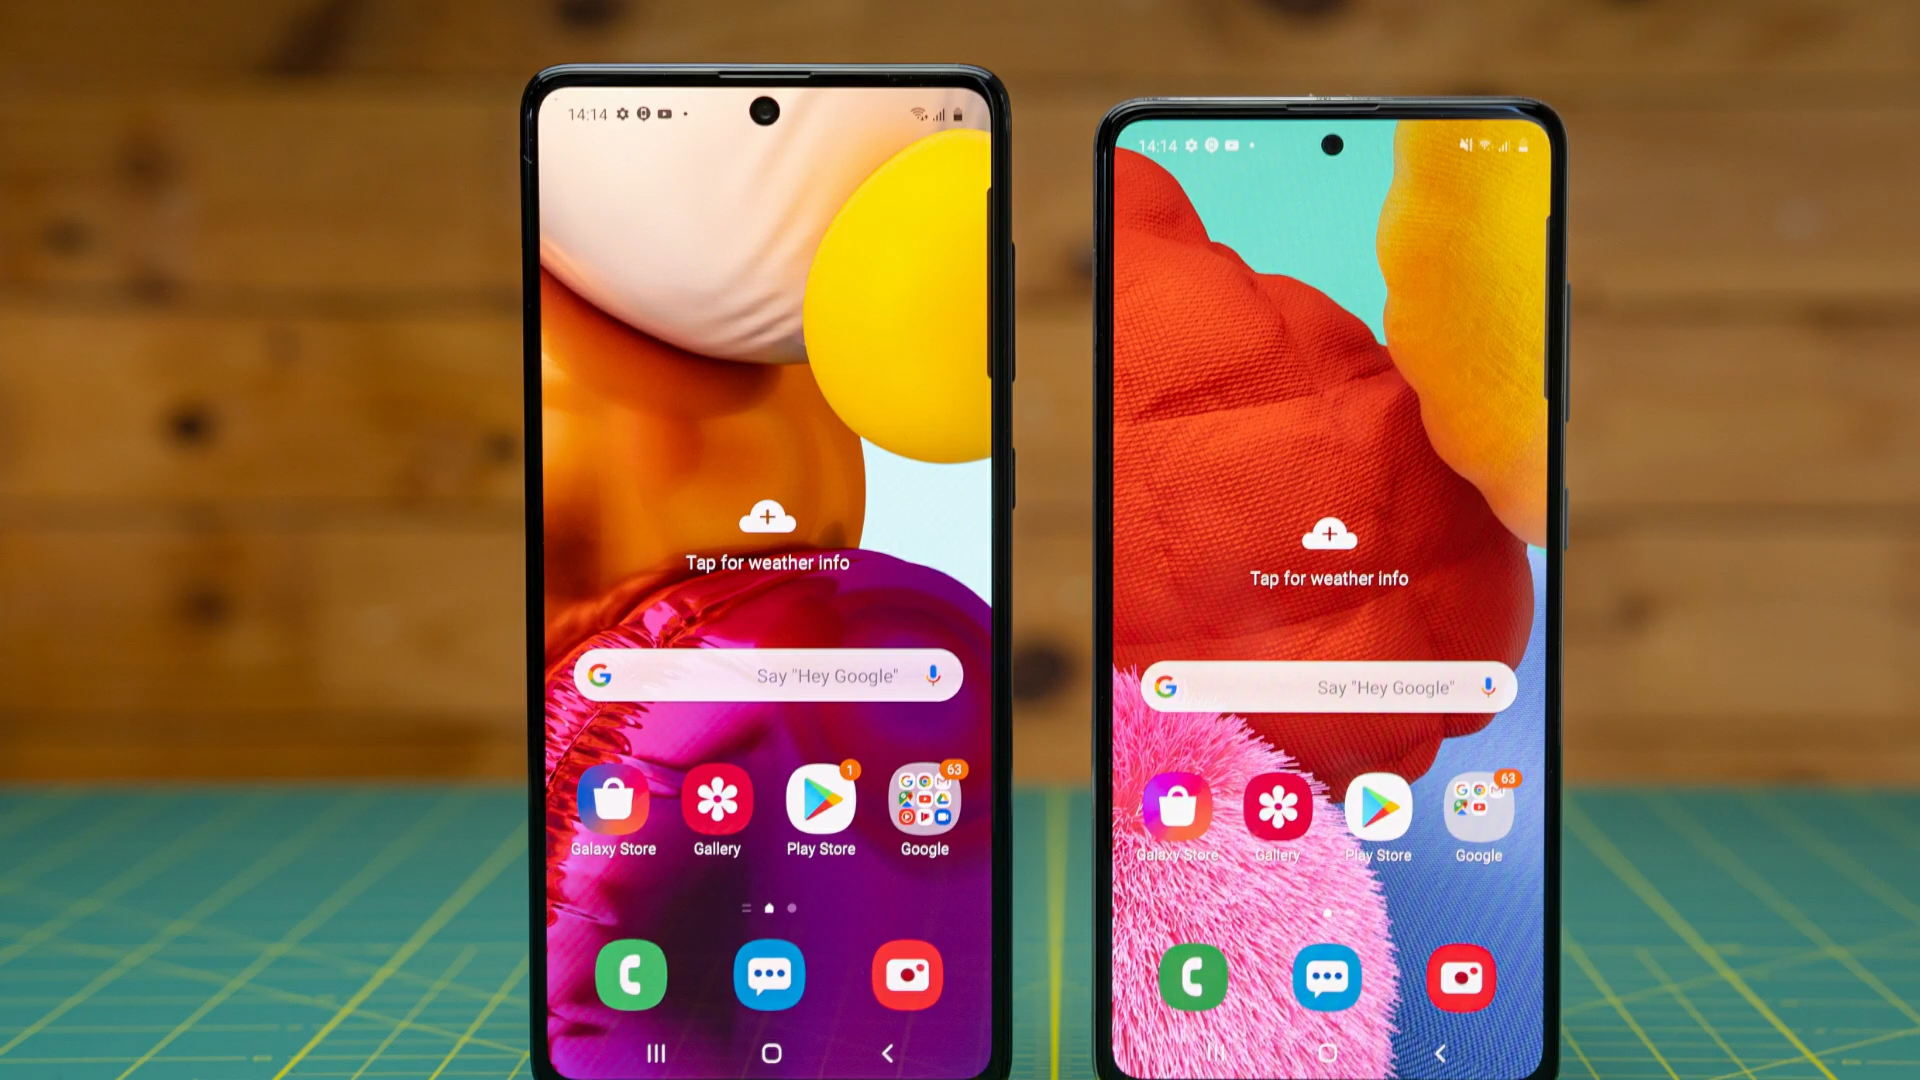 14:14
Tap for weather info
Say "Hey Google"
1
63
Galaxy Store
Gallery
Play Store
Google
14:14
Tap for weather info
Say "Hey Google"
63
Galaxy Store
Gallery
Play Store
Google